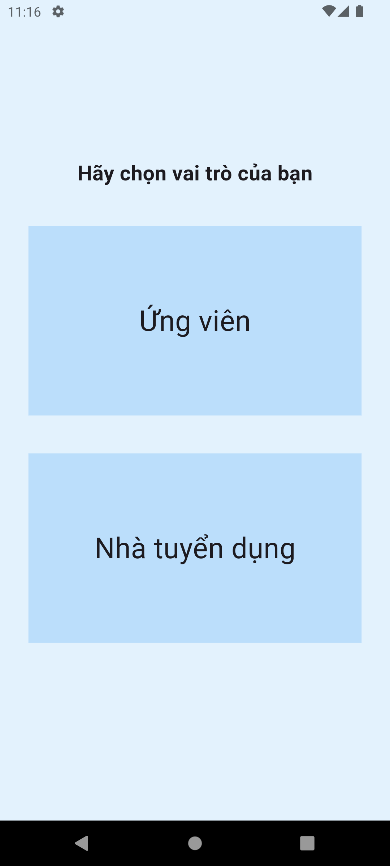 11:16
Hãy chọn vai trò của bạn
Ứng viên
Nhà tuyển dụng